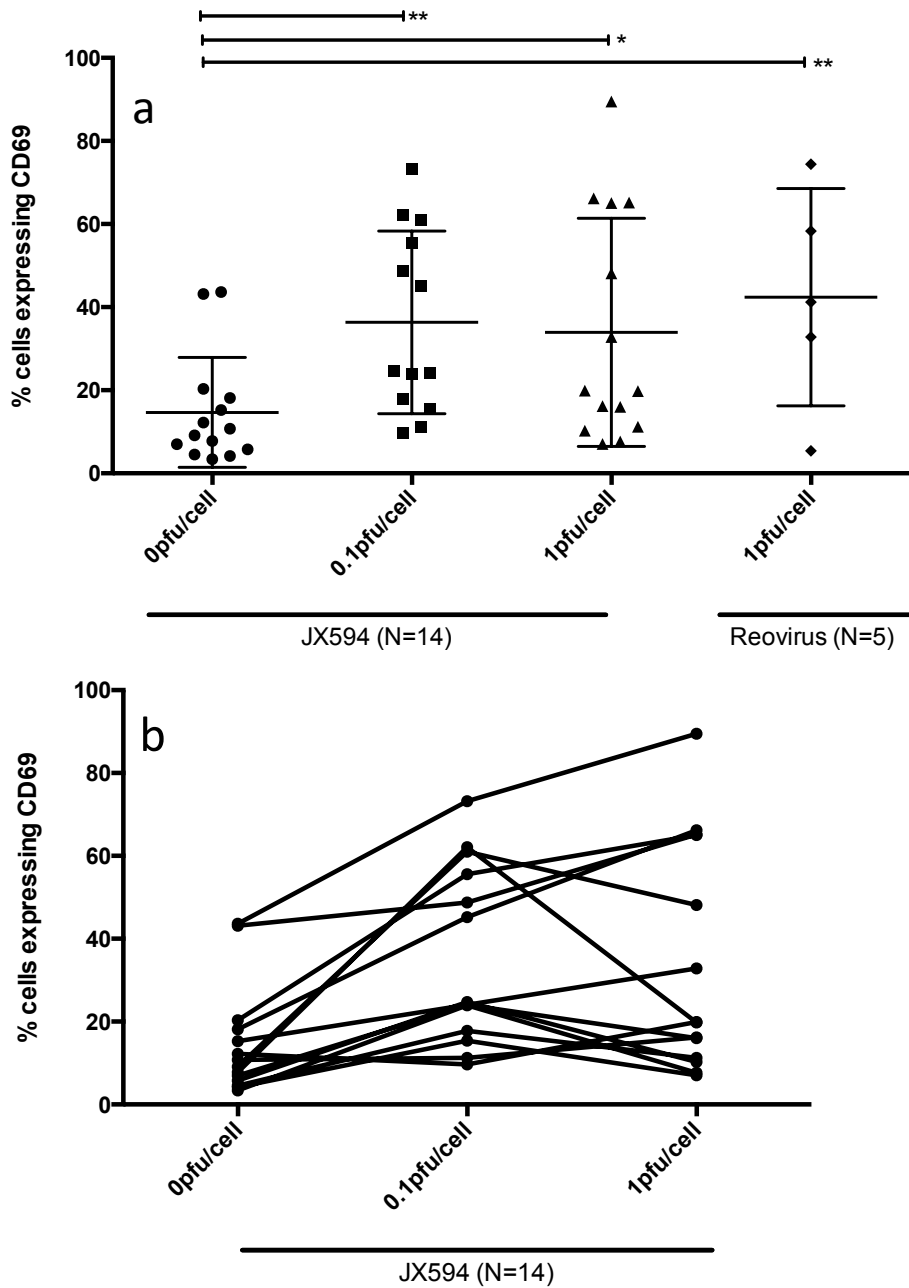 **
*
**
100
a
80
60
40
20
0
% cells expressing CD69
0pfu/cell
0.1pfu/cell
1pfu/cell
1pfu/cell
JX594 (N=14)
Reovirus (N=5)
100
b
80
60
40
20
0
% cells expressing CD69
0pfu/cell
0.1pfu/cell
1pfu/cell
JX594 (N=14)